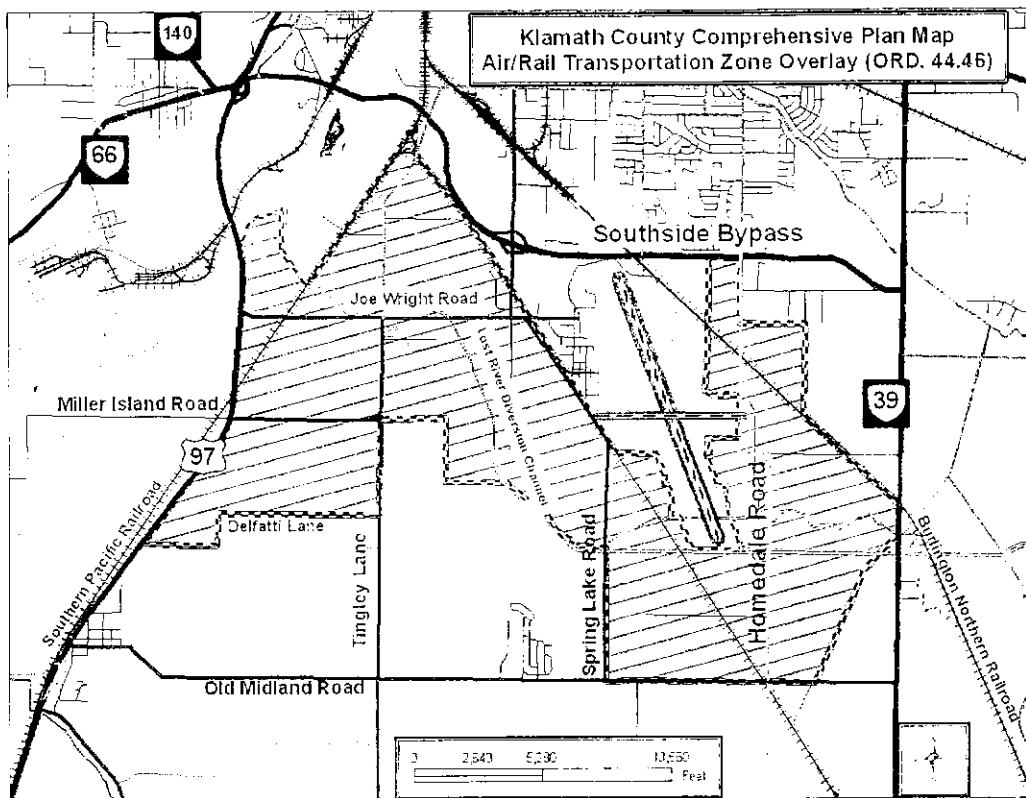 Klamath County Comprehensive Plan Map
Air/Rail Transportation Zone Overlay (ORD. 44.46)
140
66
Southside Bypass
Joe Wright Road
Lost River Diversion Channel
Miller Island Road
39
97
Southern Pacific Railroad
Delfatti Lane
Tingley Lane
Spring Lake Road
Homedale Road
Burlington Northern Railroad
Old Midland Road
0 2,640 5,280
Feet